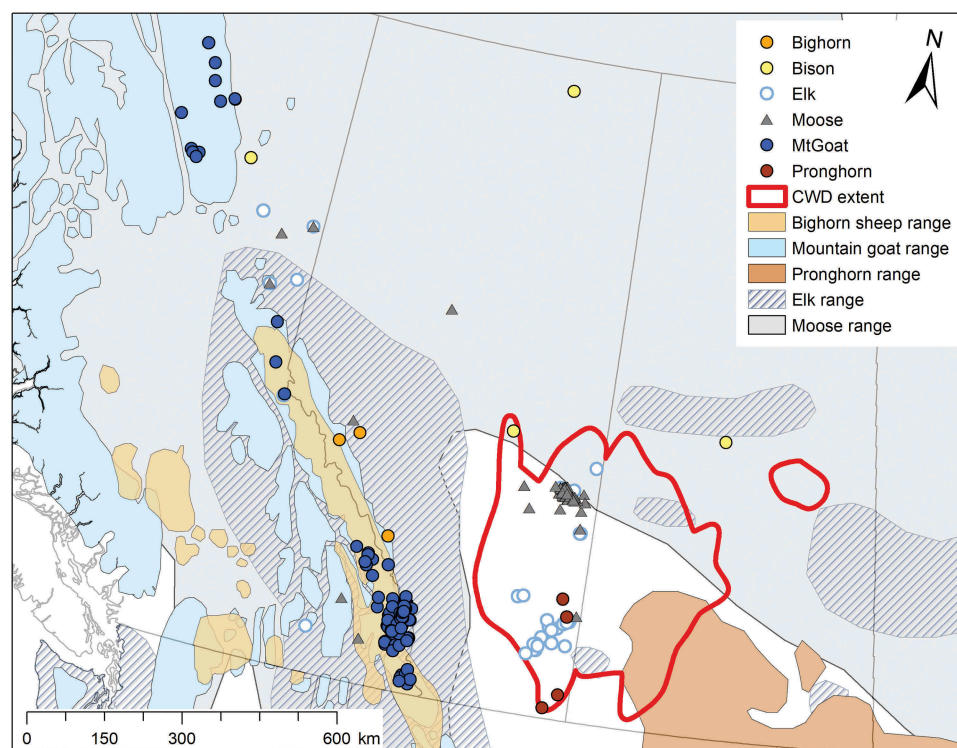 Bighorn
Bison
Elk
Moose
MtGoat
Pronghorn
CWD extent
Bighorn sheep range
Mountain goat range
Pronghorn range
Elk range
Moose range
N
0 150 300 600 km